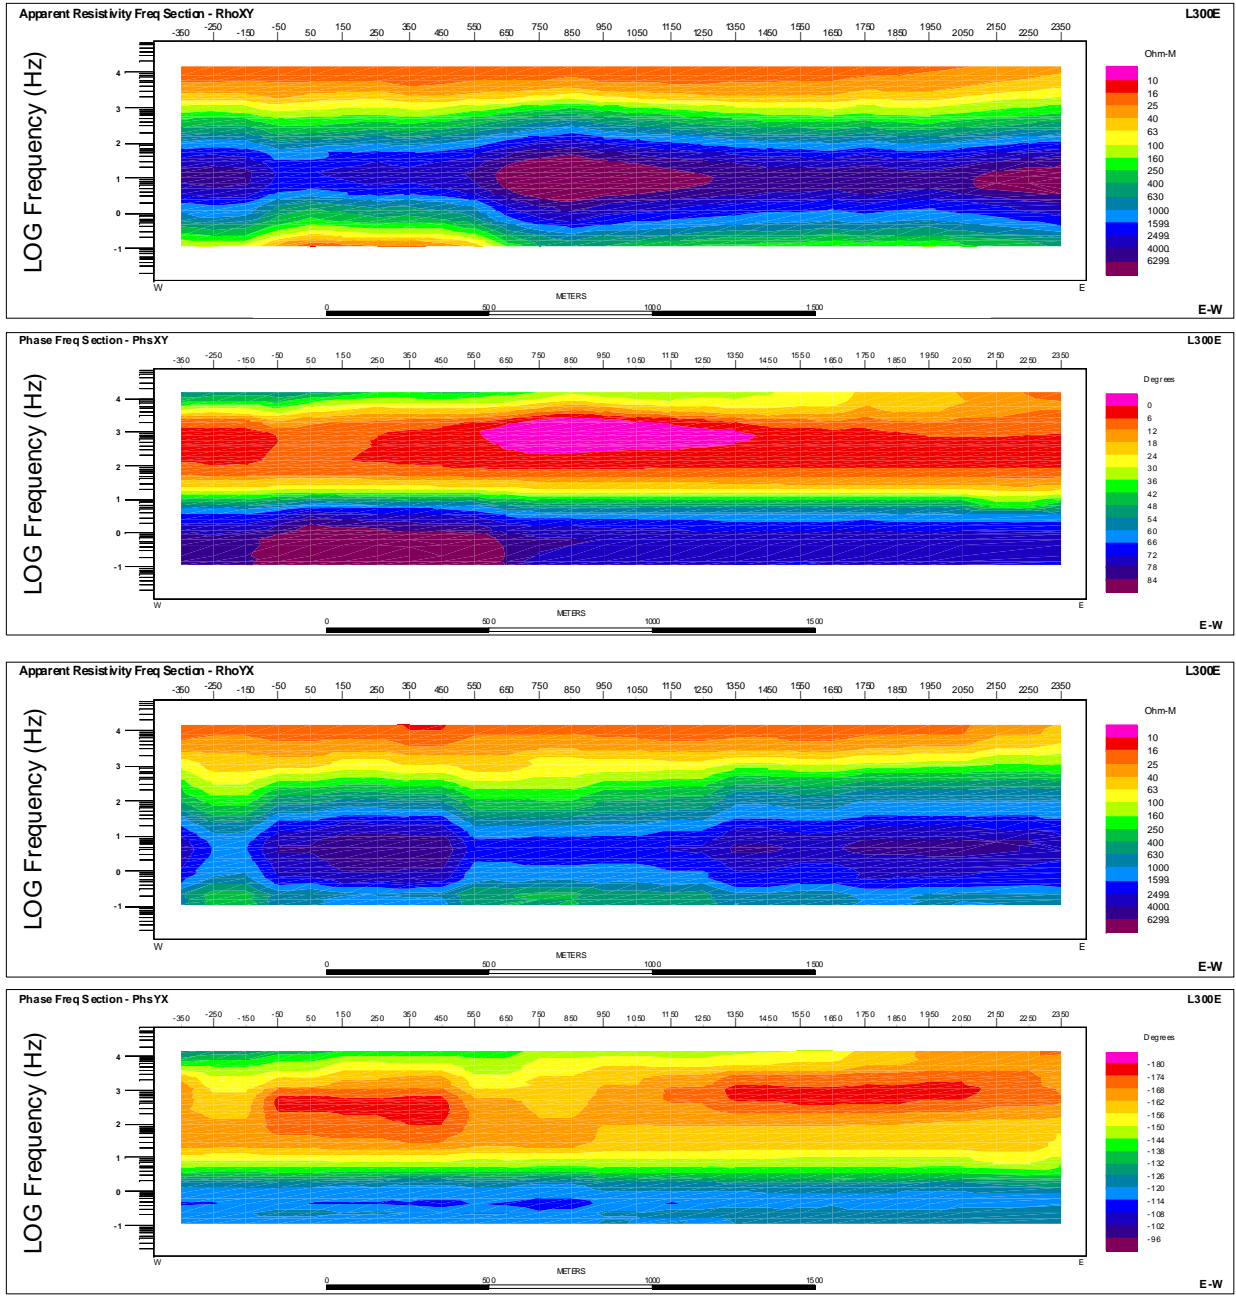 Apparent Resistivity Freq Section - RhoXY L300E
-350 -250 -150 -50 50 150 250 350 450 550 650 750 850 950 1050 1150 1250 1350 1450 1550 1650 1750 1850 1950 2050 2150 2250 2350
LOG Frequency (Hz)
4
3
2
1
0
-1
Ohm-M
10
16
25
40
63
100
160
250
400
630
1000
1599
2499
4000
6299
W E
METERS
0 500 1000 1500
E-W
Phase Freq Section - PhsXY L300E
-350 -250 -150 -50 50 150 250 350 450 550 650 750 850 950 1050 1150 1250 1350 1450 1550 1650 1750 1850 1950 2050 2150 2250 2350
LOG Frequency (Hz)
4
3
2
1
0
-1
Degrees
0
6
12
18
24
30
36
42
48
54
60
66
72
78
84
W E
METERS
0 500 1000 1500
E-W
Apparent Resistivity Freq Section - RhoYX L300E
-350 -250 -150 -50 50 150 250 350 450 550 650 750 850 950 1050 1150 1250 1350 1450 1550 1650 1750 1850 1950 2050 2150 2250 2350
LOG Frequency (Hz)
4
3
2
1
0
-1
Ohm-M
10
16
25
40
63
100
160
250
400
630
1000
1599
2499
4000
6299
W E
METERS
0 500 1000 1500
E-W
Phase Freq Section - PhsYX L300E
-350 -250 -150 -50 50 150 250 350 450 550 650 750 850 950 1050 1150 1250 1350 1450 1550 1650 1750 1850 1950 2050 2150 2250 2350
LOG Frequency (Hz)
4
3
2
1
0
-1
Degrees
-180
-174
-168
-162
-156
-150
-144
-138
-132
-126
-120
-114
-108
-102
-96
W E
METERS
0 500 1000 1500
E-W